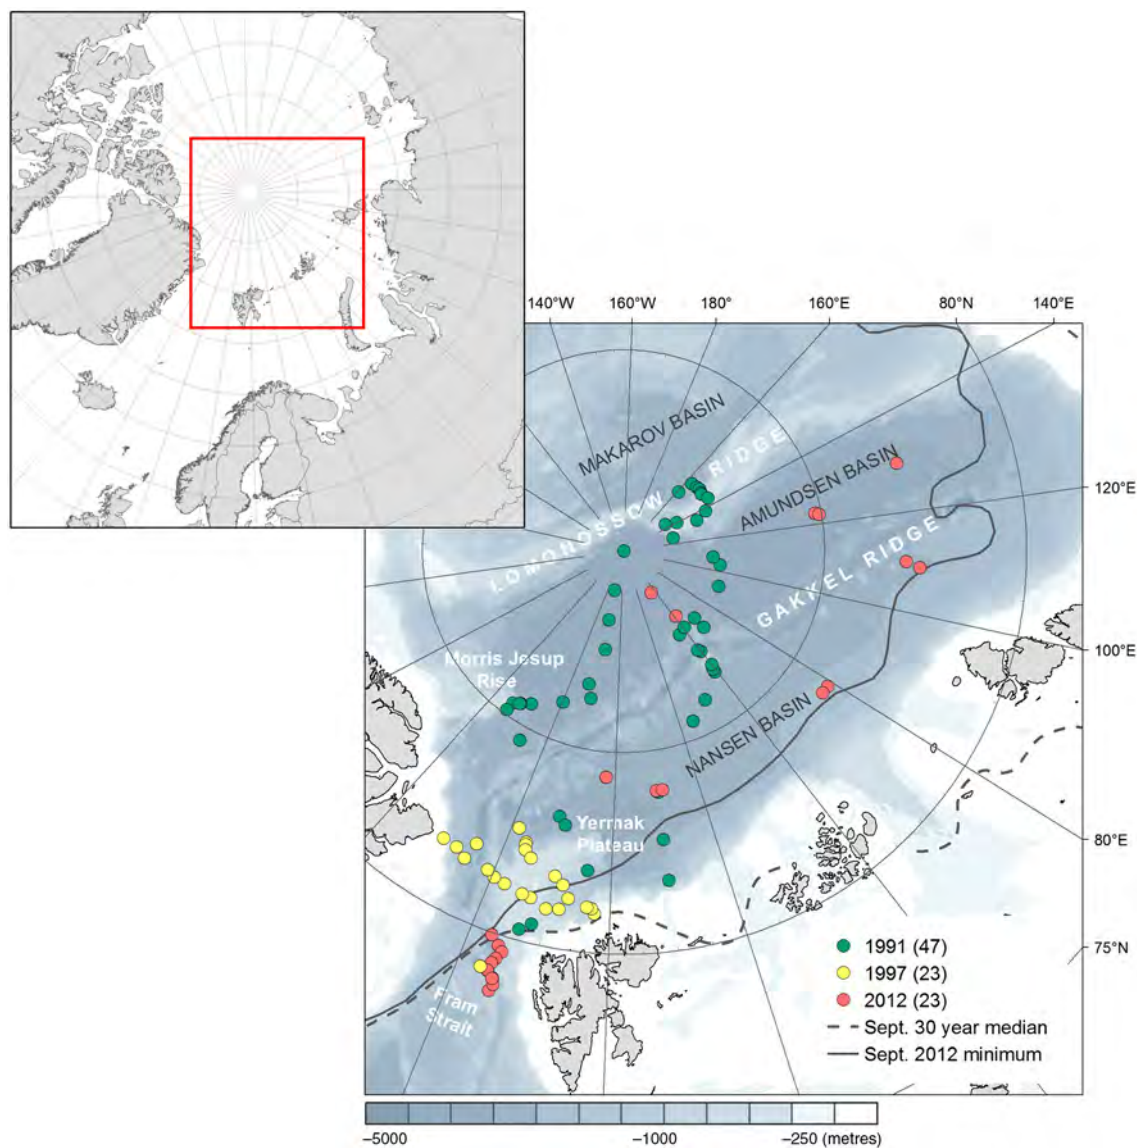 140°W 160°W 180° 160°E 80°N 140°E
MAKAROV BASIN
LOMONOSSOW RIDGE
AMUNDSEN BASIN
120°E
GAKKEL RIDGE
Morris Jesup
Rise
100°E
NANSEN BASIN
Yermak
Plateau
80°E
1991 (47)
75°N
1997 (23)
2012 (23)
Fram
Strait
Sept. 30 year median
Sept. 2012 minimum
−5000 −1000 −250 (metres)